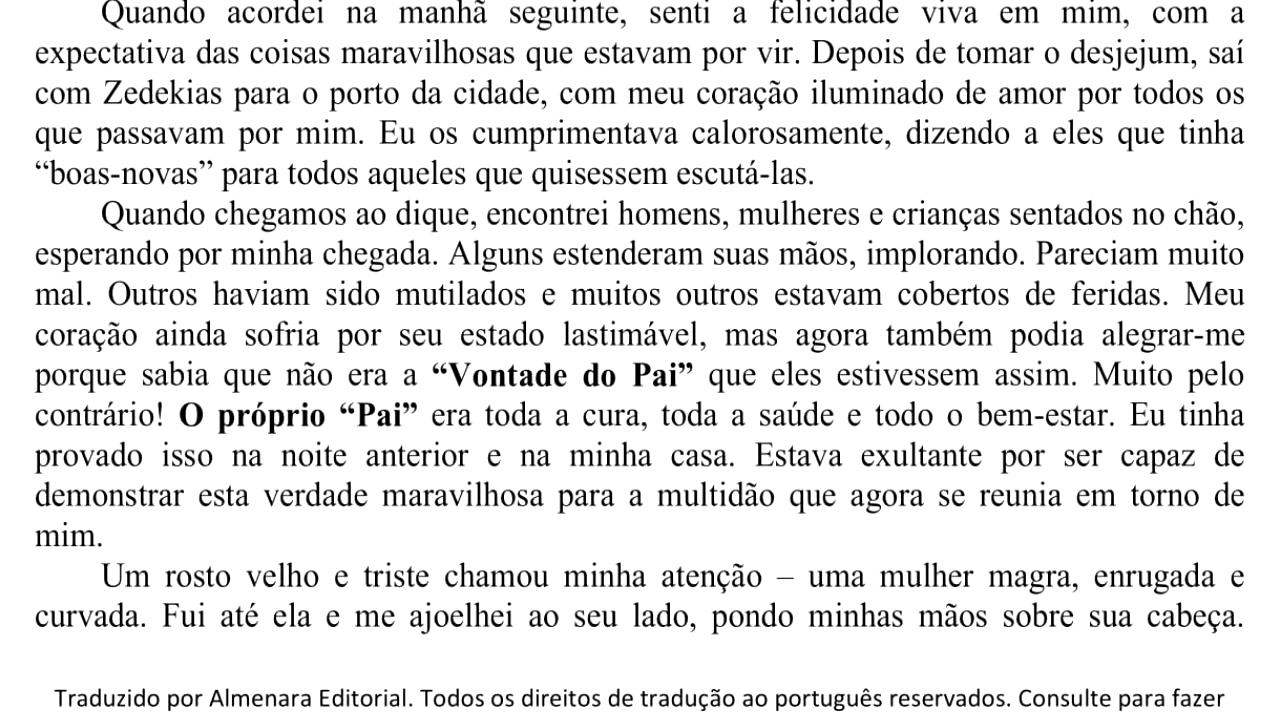 Quando acordei na manhã seguinte, senti a felicidade viva em mim, com a
expectativa das coisas maravilhosas que estavam por vir. Depois de tomar o desjejum, saí
com Zedekias para o porto da cidade, com meu coração iluminado de amor por todos os
que passavam por mim. Eu os cumprimentava calorosamente, dizendo a eles que tinha
“boas-novas” para todos aqueles que quisessem escutá-las.
Quando chegamos ao dique, encontrei homens, mulheres e crianças sentados no chão,
esperando por minha chegada. Alguns estenderam suas mãos, implorando. Pareciam muito
mal. Outros haviam sido mutilados e muitos outros estavam cobertos de feridas. Meu
coração ainda sofria por seu estado lastimável, mas agora também podia alegrar-me
porque sabia que não era a “Vontade do Pai” que eles estivessem assim. Muito pelo
contrário! O próprio “Pai” era toda a cura, toda a saúde e todo o bem-estar. Eu tinha
provado isso na noite anterior e na minha casa. Estava exultante por ser capaz de
demonstrar esta verdade maravilhosa para a multidão que agora se reunia em torno de
mim.
Um rosto velho e triste chamou minha atenção – uma mulher magra, enrugada e
curvada. Fui até ela e me ajoelhei ao seu lado, pondo minhas mãos sobre sua cabeça.
Traduzido por Almenara Editorial. Todos os direitos de tradução ao português reservados. Consulte para fazer